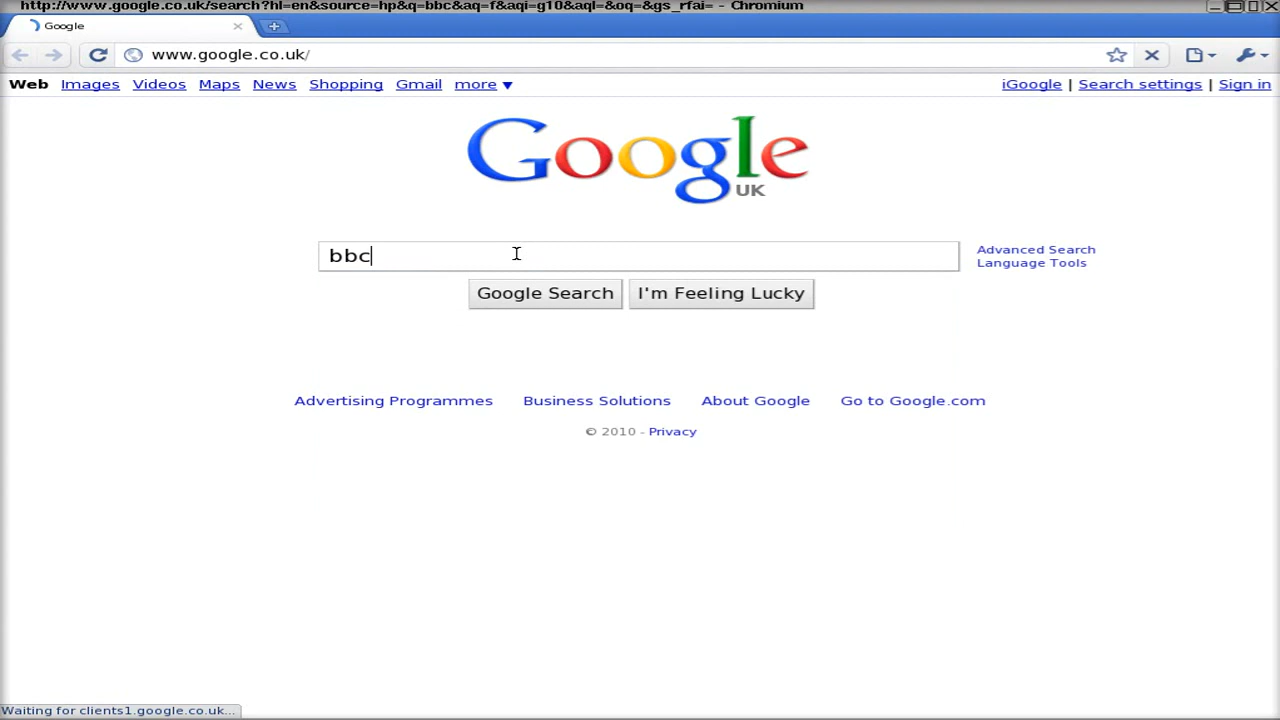 http://www.google.co.uk/search?hl=en&source=hp&q=bbc&aq=f&aqi=g10&aql=&oq=&gs_rfai= - Chromium
Google
www.google.co.uk/
Web Images Videos Maps News Shopping Gmail more ▼ iGoogle | Search settings | Sign in
Google
UK
bbc
Advanced Search
Language Tools
Google Search I'm Feeling Lucky
Advertising Programmes Business Solutions About Google Go to Google.com
© 2010 - Privacy
Waiting for clients1.google.co.uk...